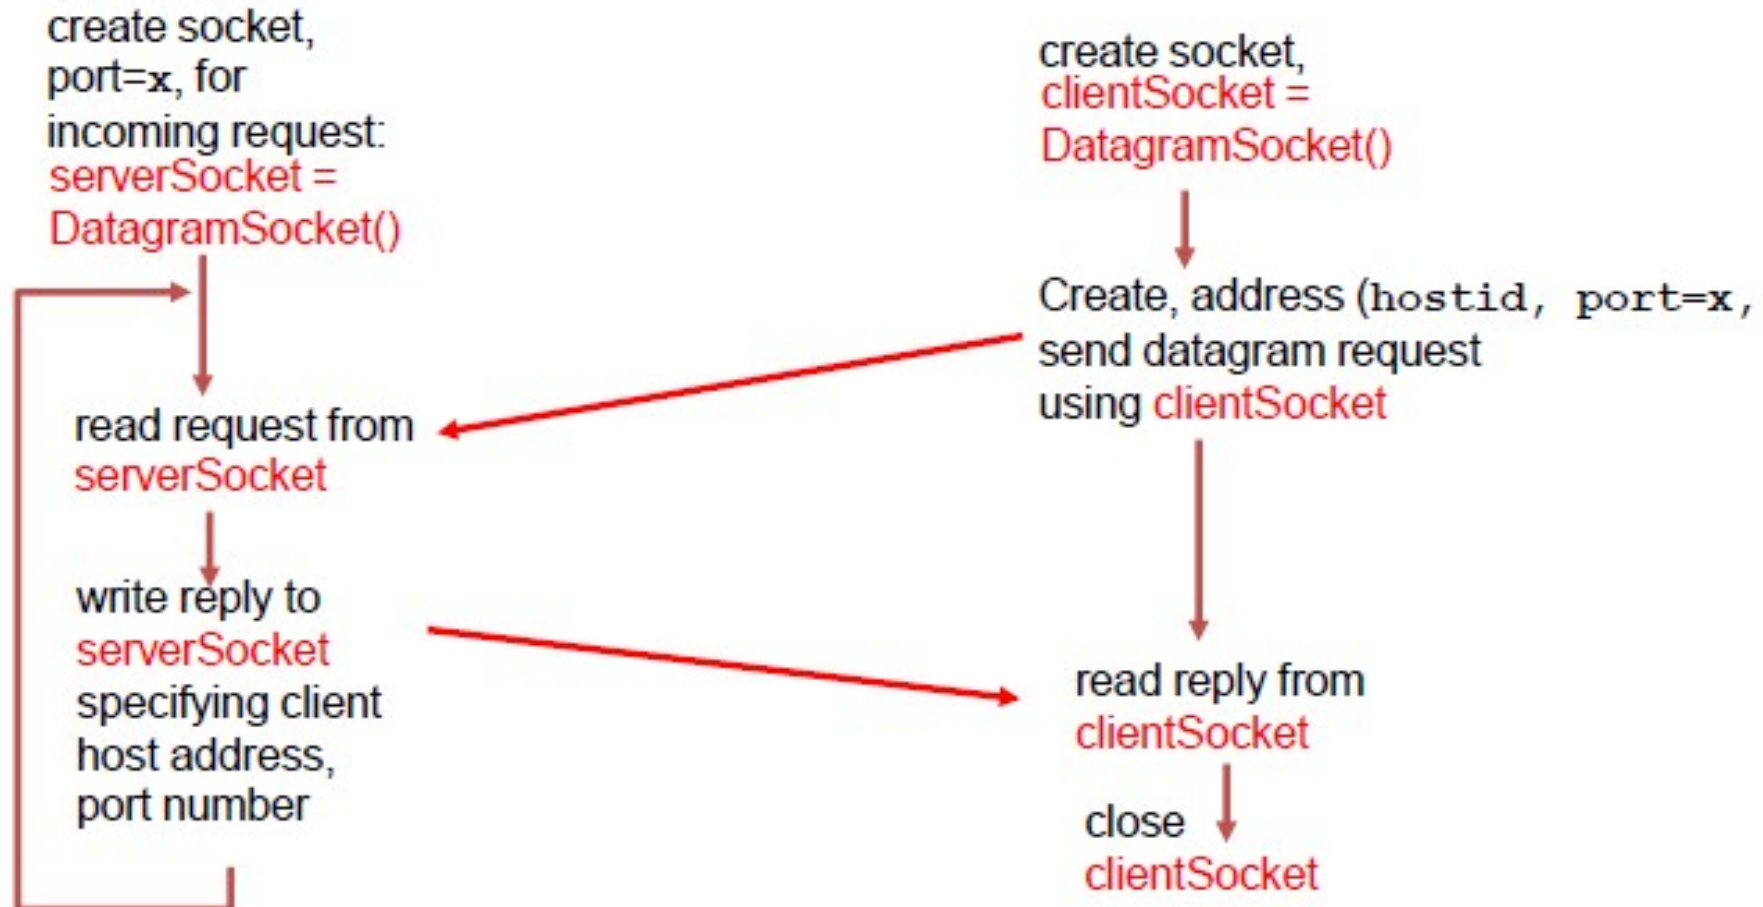 create socket,
port=x, for
incoming request:
serverSocket =
DatagramSocket()
read request from
serverSocket
write reply to
serverSocket
specifying client
host address,
port number
create socket,
clientSocket =
DatagramSocket()
Create, address (hostid, port=x,
send datagram request
using clientSocket
read reply from
clientSocket
close
clientSocket